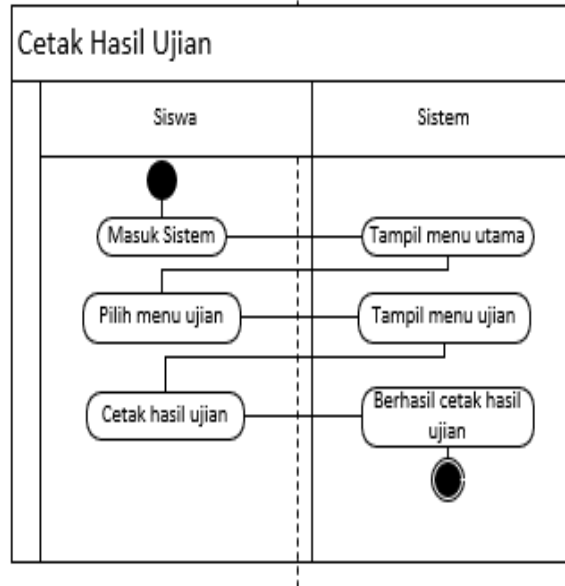 Cetak Hasil Ujian
Siswa
Sistem
Masuk Sistem
Tampil menu utama
Pilih menu ujian
Tampil menu ujian
Cetak hasil ujian
Berhasil cetak hasil
ujian